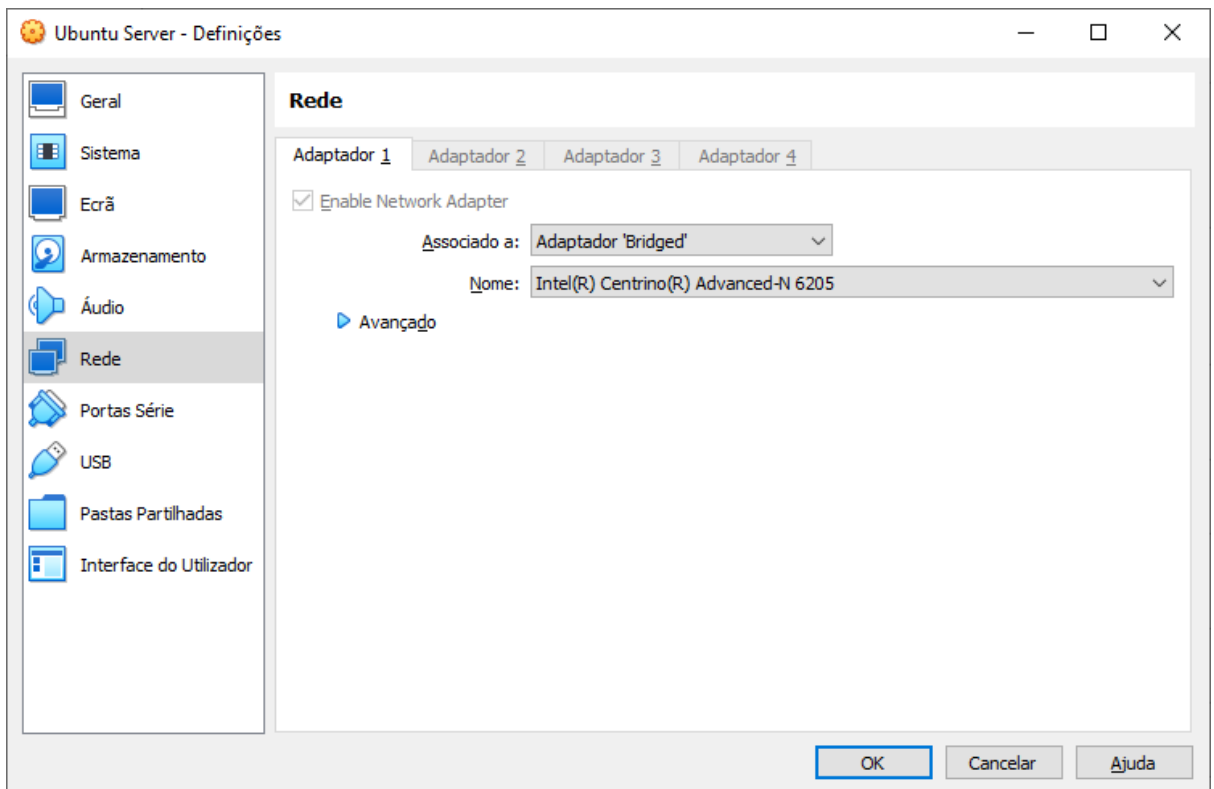 Ubuntu Server - Definições
Geral
Sistema
Ecrã
Armazenamento
Áudio
Rede
Portas Série
USB
Pastas Partilhadas
Interface do Utilizador
Rede
Adaptador 1 Adaptador 2 Adaptador 3 Adaptador 4
Enable Network Adapter
Associado a: Adaptador 'Bridged'
Nome: Intel(R) Centrino(R) Advanced-N 6205
Avançado
OK Cancelar Ajuda